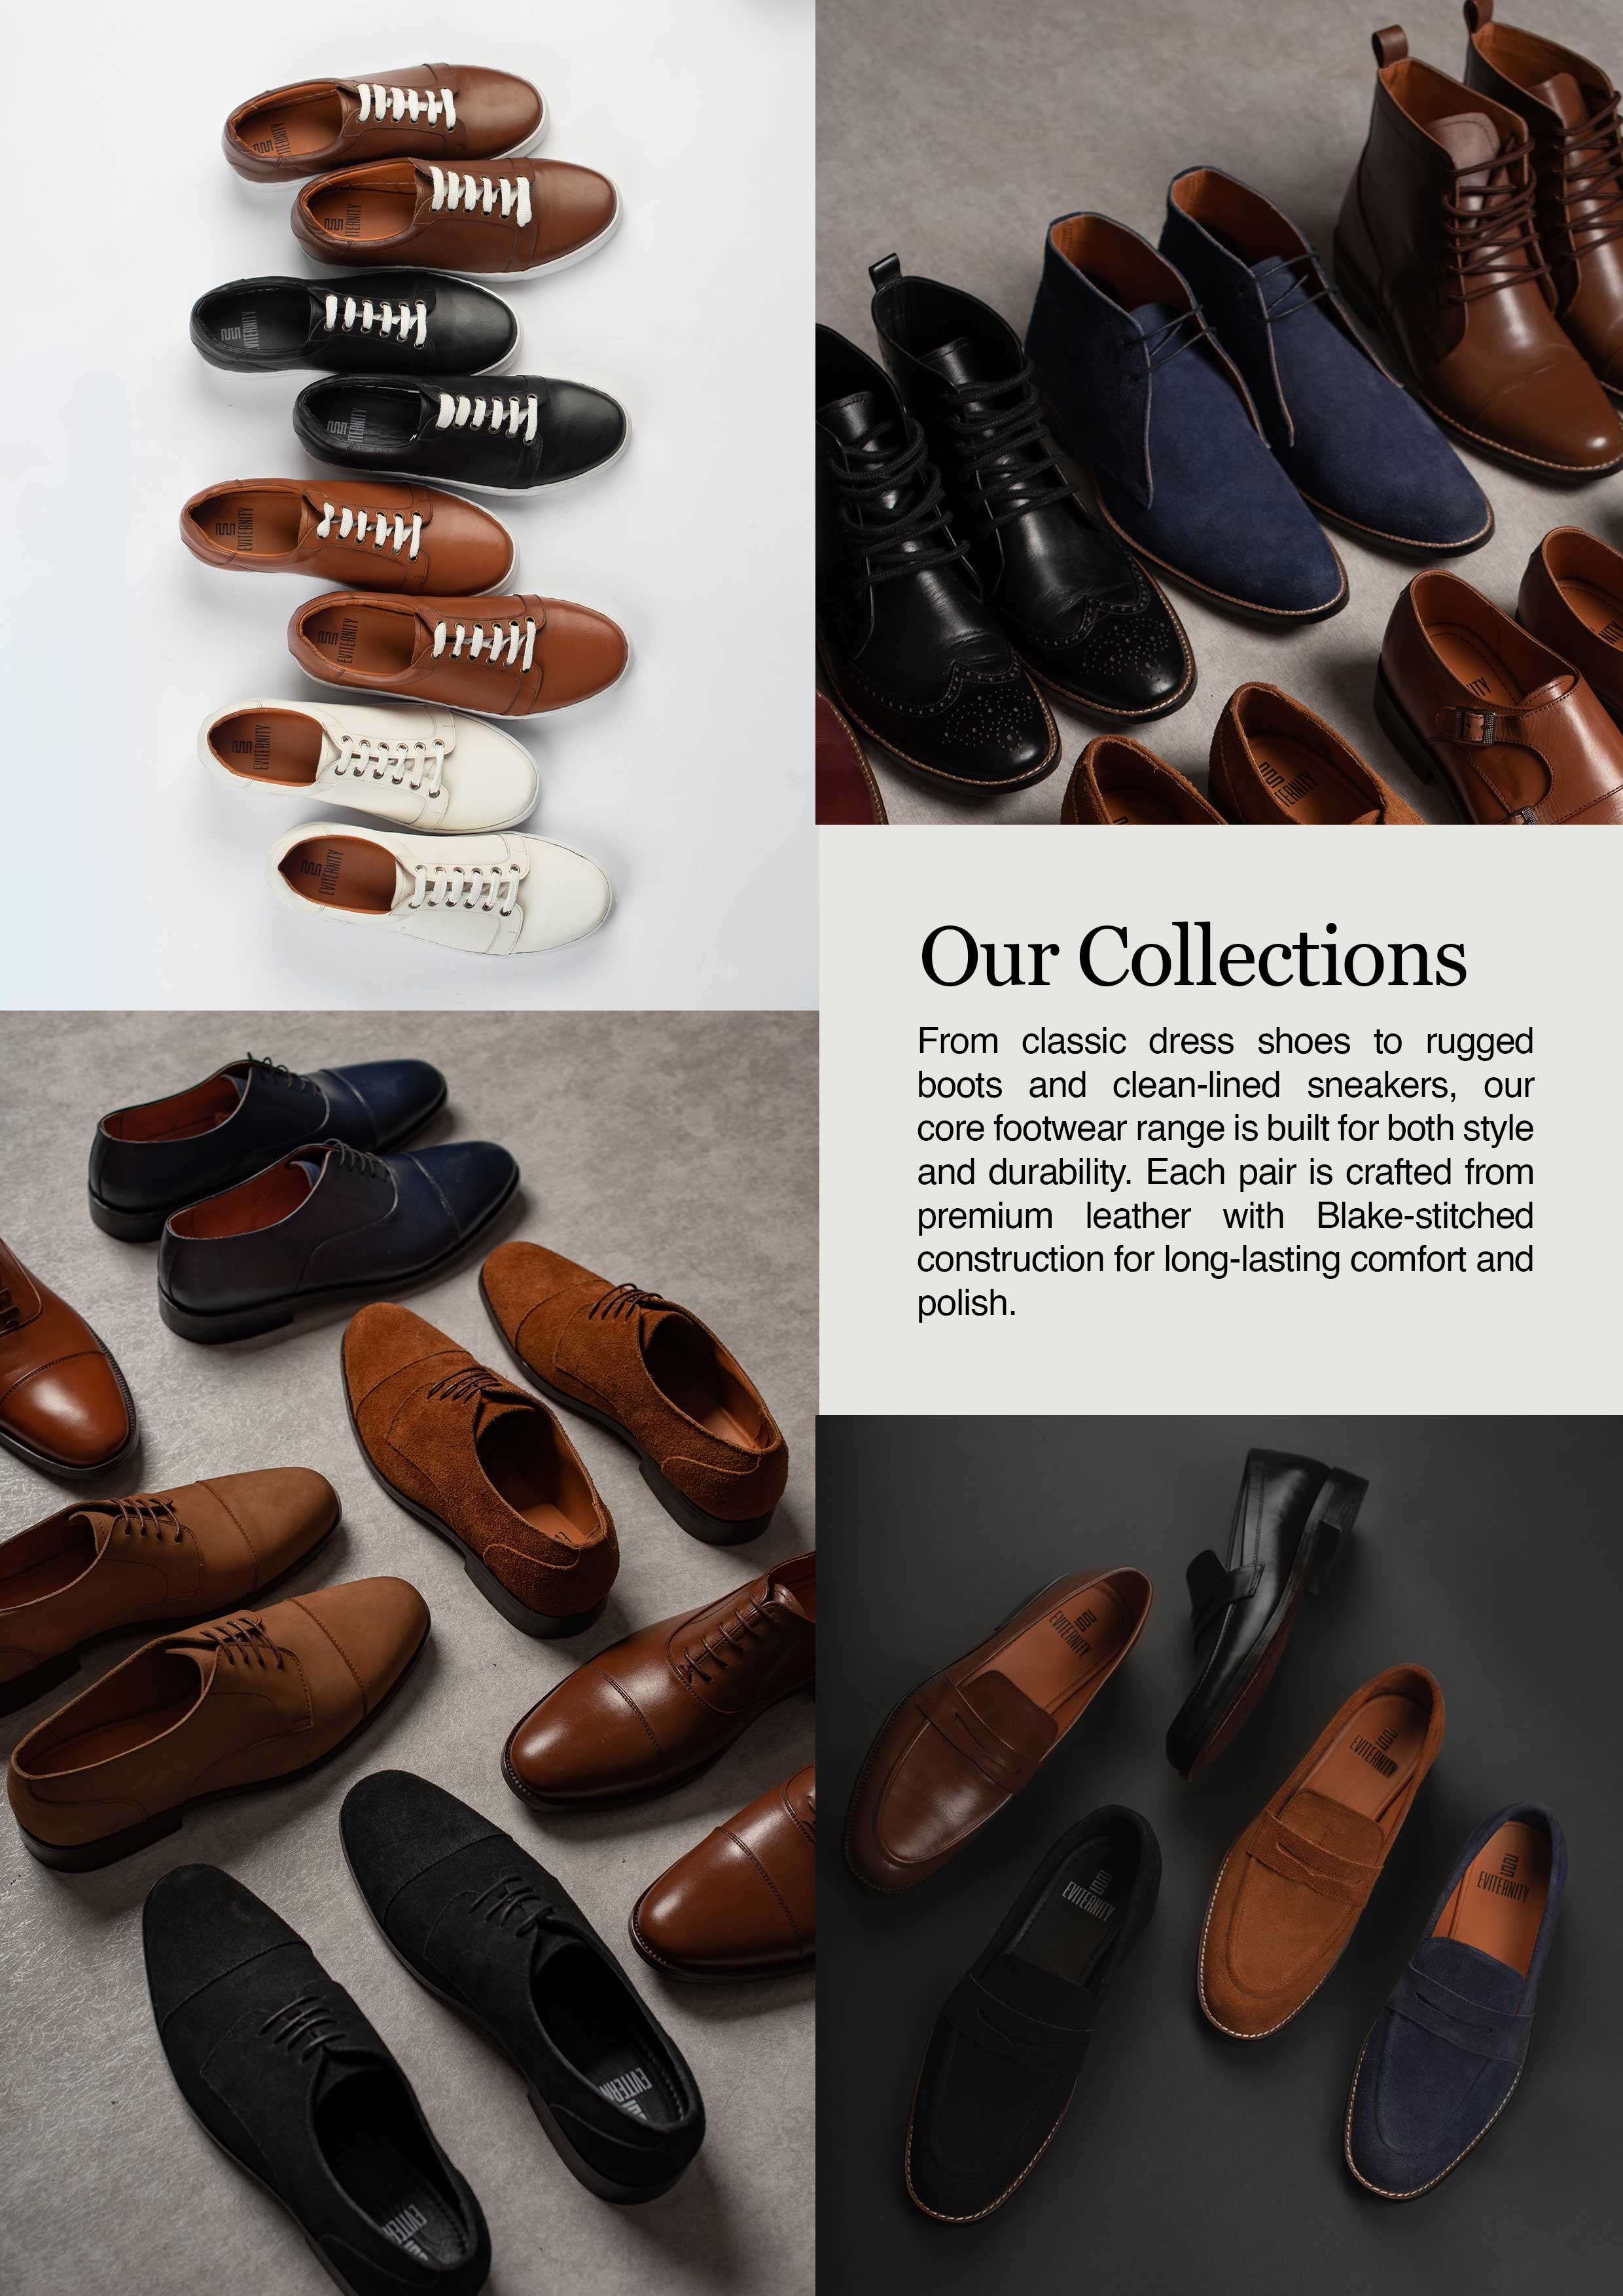 EVITERNITY
EVITERNITY
EVITERNITY
EVITERNITY
Our Collections
From classic dress shoes to rugged
boots and clean-lined sneakers, our
core footwear range is built for both style
and durability. Each pair is crafted from
premium leather with Blake-stitched
construction for long-lasting comfort and
polish.
EVITERNITY
EVITERNITY
EVITERNITY
EVITERNITY